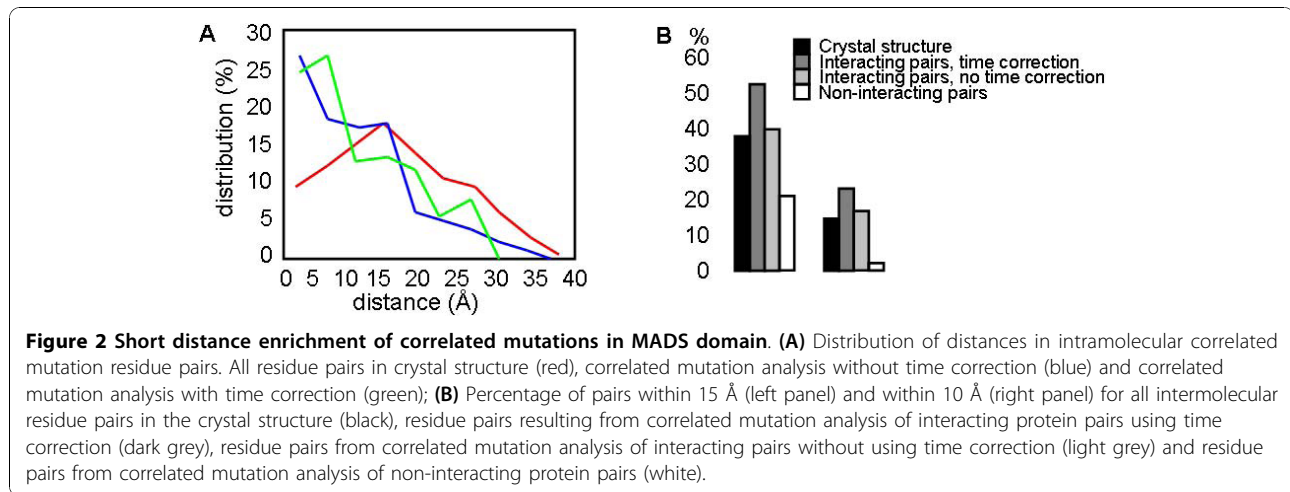 A
30
25
20
15
10
5
0
distribution (%)
0 5 10 15 20 25 30 35 40
distance (Å)
B %
60
50
40
30
20
10
0
Crystal structure
Interacting pairs, time correction
Interacting pairs, no time correction
Non-interacting pairs
Figure 2 Short distance enrichment of correlated mutations in MADS domain. (A) Distribution of distances in intramolecular correlated
mutation residue pairs. All residue pairs in crystal structure (red), correlated mutation analysis without time correction (blue) and correlated
mutation analysis with time correction (green); (B) Percentage of pairs within 15 Å (left panel) and within 10 Å (right panel) for all intermolecular
residue pairs in the crystal structure (black), residue pairs resulting from correlated mutation analysis of interacting protein pairs using time
correction (dark grey), residue pairs from correlated mutation analysis of interacting pairs without using time correction (light grey) and residue
pairs from correlated mutation analysis of non-interacting protein pairs (white).